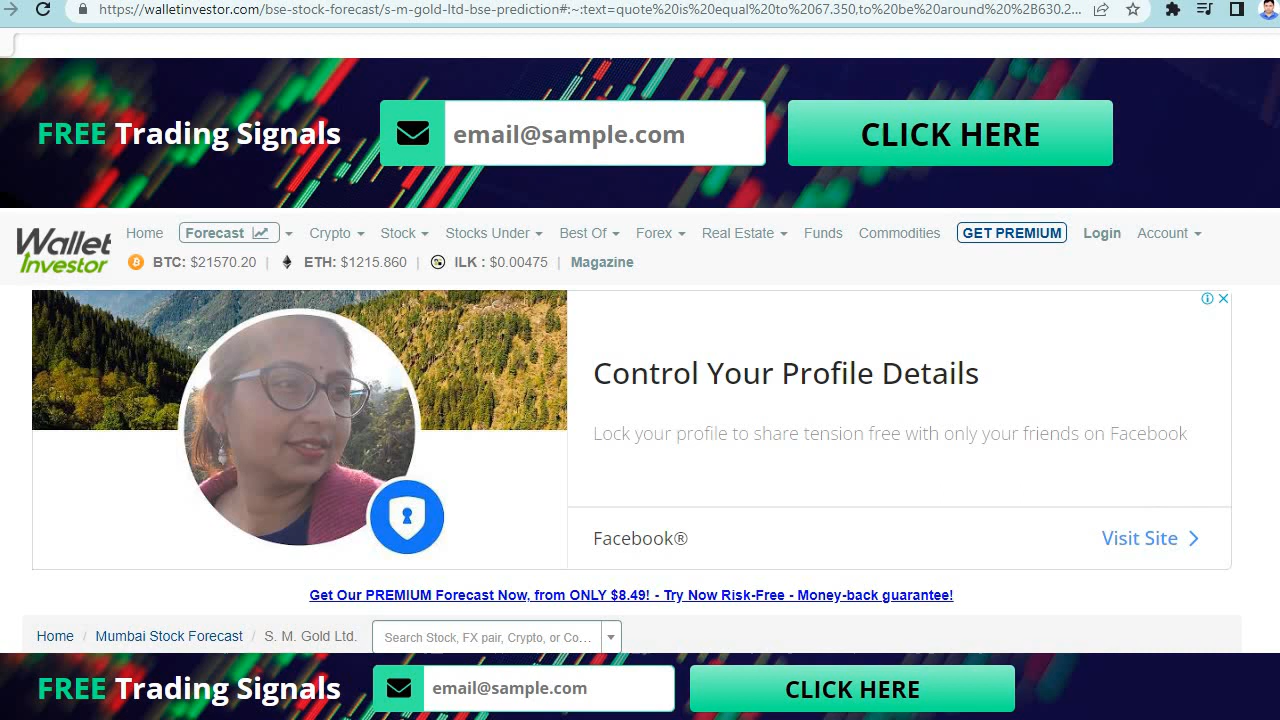 https://walletinvestor.com/bse-stock-forecast/s-m-gold-ltd-bse-prediction#:~:text=quote%20is%20equal%20to%2067.350,to%20be%20around%20%2B630.2...
FREE Trading Signals
email@sample.com
CLICK HERE
Wallet
Investor
Home Forecast Crypto Stock Stocks Under Best Of Forex Real Estate Funds Commodities GET PREMIUM Login Account
BTC: $21570.20 | ETH: $1215.860 | ILK : $0.00475 | Magazine
Control Your Profile Details
Lock your profile to share tension free with only your friends on Facebook
Facebook®
Visit Site
Get Our PREMIUM Forecast Now, from ONLY $8.49! - Try Now Risk-Free - Money-back guarantee!
Home / Mumbai Stock Forecast / S. M. Gold Ltd.
Search Stock, FX pair, Crypto, or Co...
FREE Trading Signals
email@sample.com
CLICK HERE